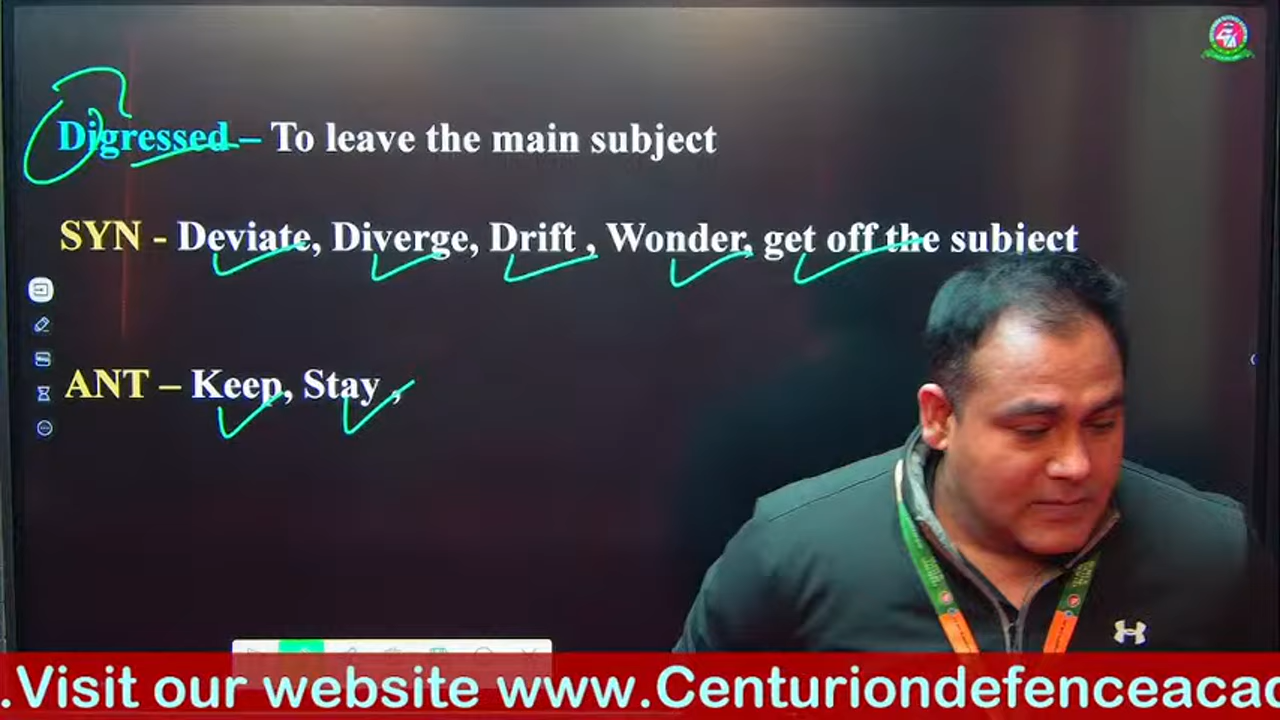 Digressed – To leave the main subject
SYN - Deviate, Diverge, Drift , Wonder, get off the subject
ANT – Keep, Stay ,
.Visit our website www.Centuriondefenceacad